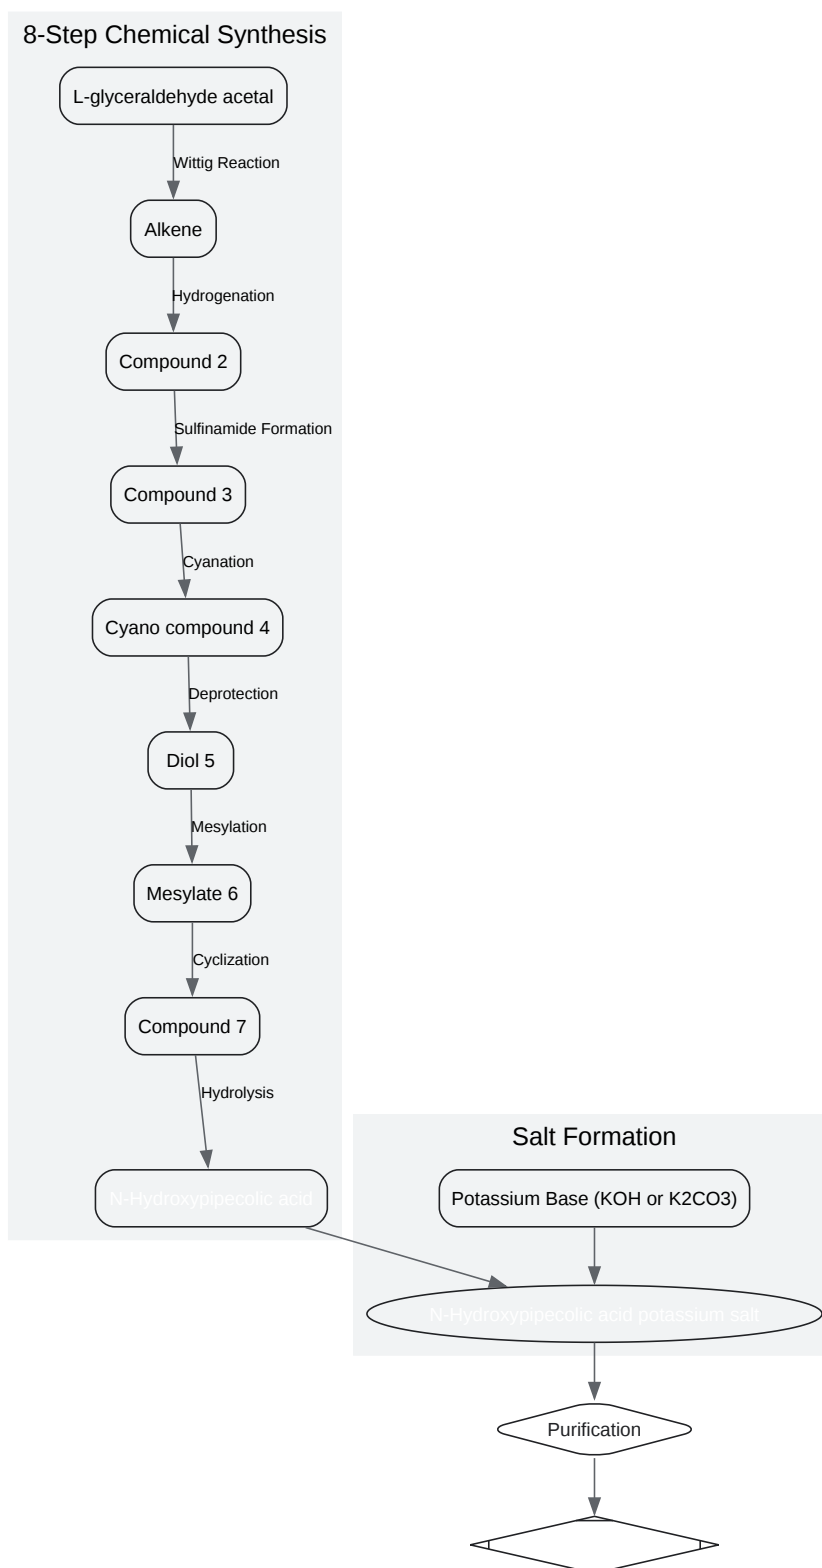 8-Step Chemical Synthesis
L-glyceraldehyde acetal
Wittig Reaction
Alkene
Hydrogenation
Compound 2
Sulfinamide Formation
Compound 3
Cyanation
Cyano compound 4
Deprotection
Diol 5
Mesylation
Mesylate 6
Cyclization
Compound 7
Hydrolysis
N-Hydroxypipecolic acid
Salt Formation
Potassium Base (KOH or K2CO3)
N-Hydroxypipecolic acid potassium salt
Purification